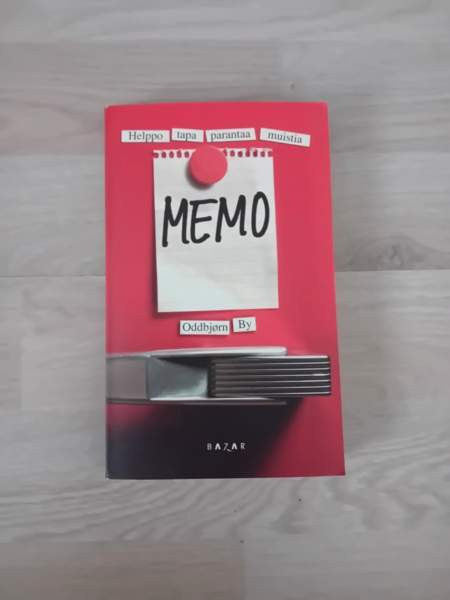 Helppo tapa parantaa muistia
MEMO
Oddbjørn By
BAZAR